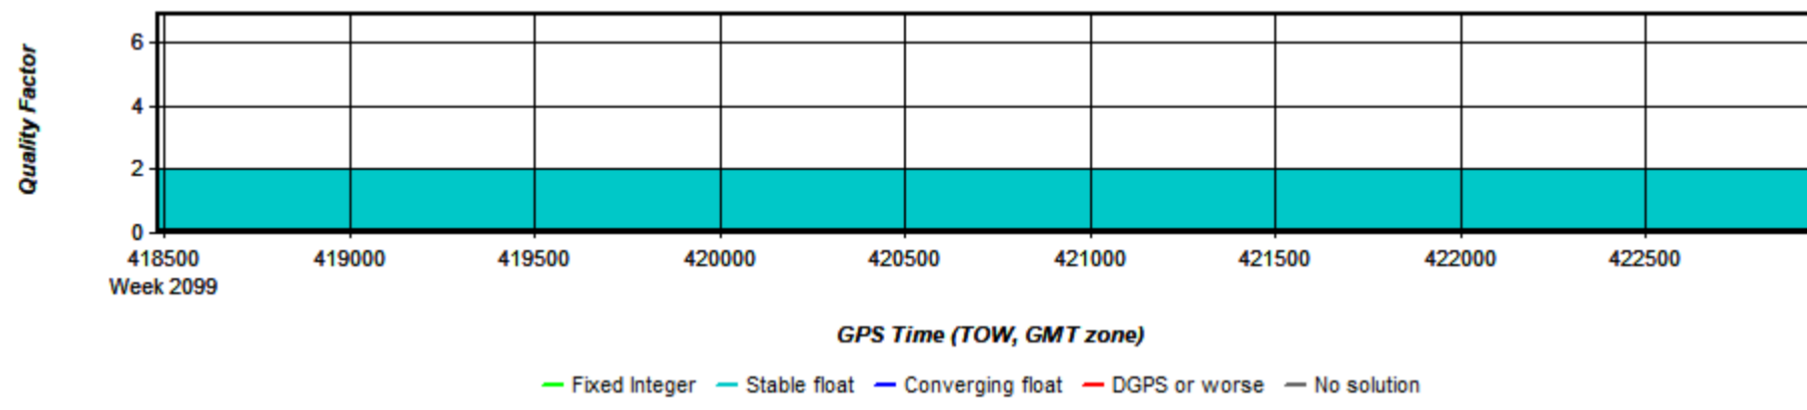 Quality Factor
6
4
2
0
418500 419000 419500 420000 420500 421000 421500 422000 422500
Week 2099
GPS Time (TOW, GMT zone)
Fixed Integer Stable float Converging float DGPS or worse No solution